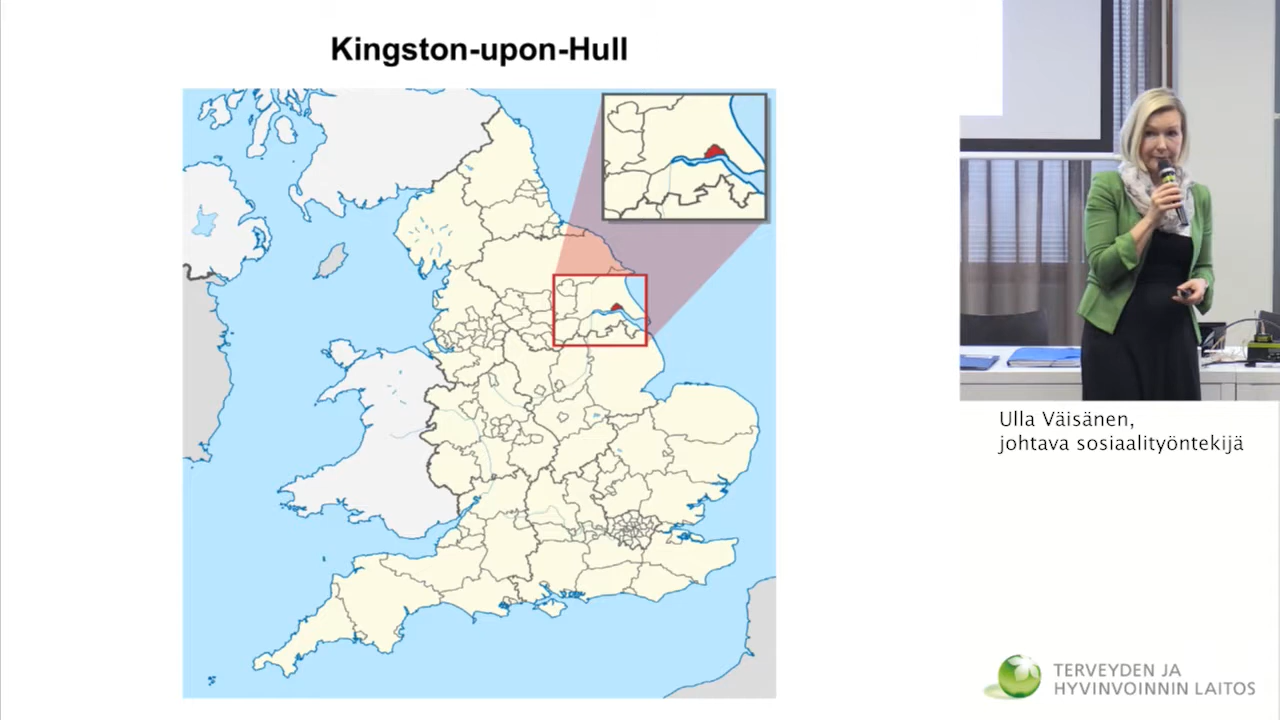 Kingston-upon-Hull
Ulla Väisänen,
johtava sosiaalityöntekijä
TERVEYDEN JA
HYVINVOINNIN LAITOS